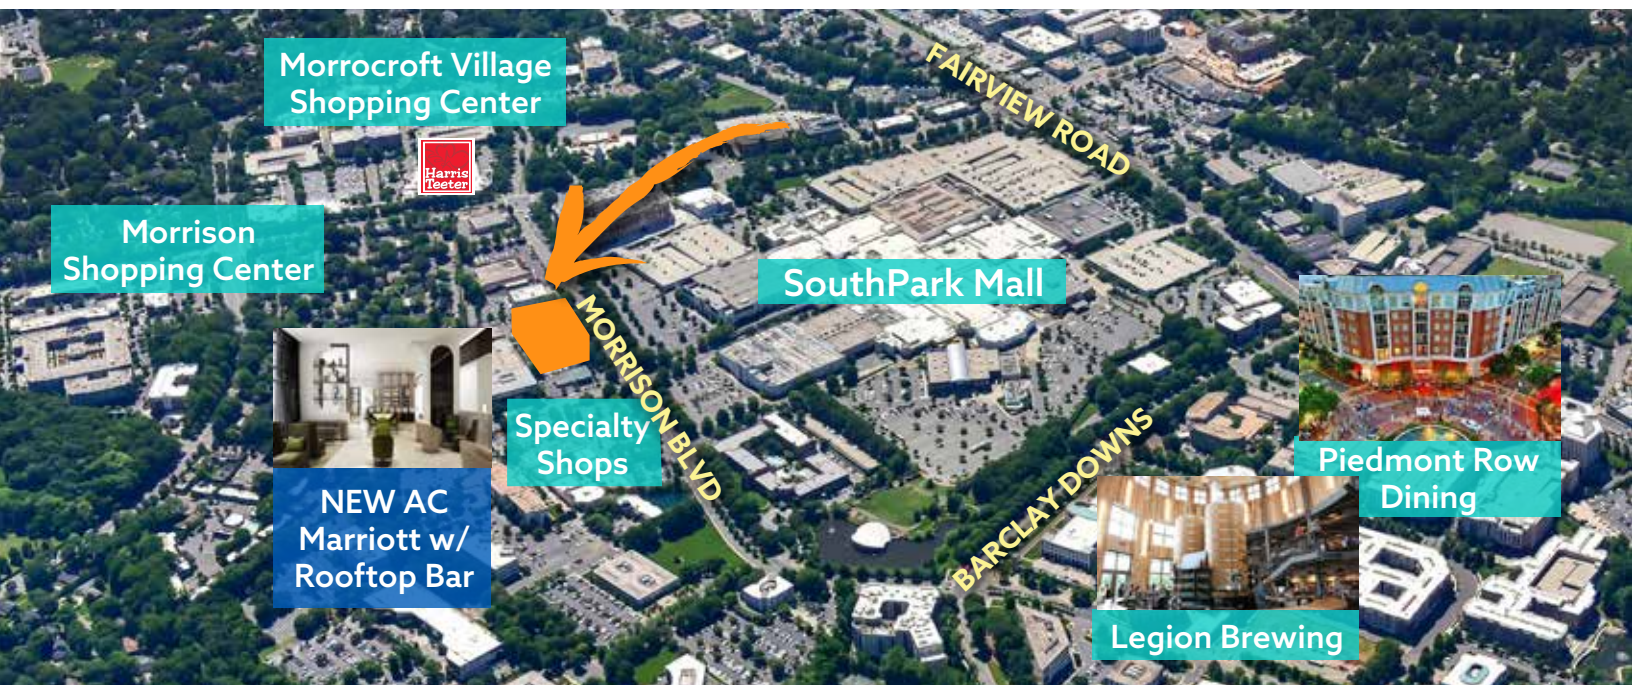 Morrocroft Village
Shopping Center
FAIRVIEW ROAD
Harris
Teeter
Morrison
Shopping Center
SouthPark Mall
MORRISON BLVD
Specialty
Shops
NEW AC
Marriott w/
Rooftop Bar
BARCLAY DOWNS
Piedmont Row
Dining
Legion Brewing